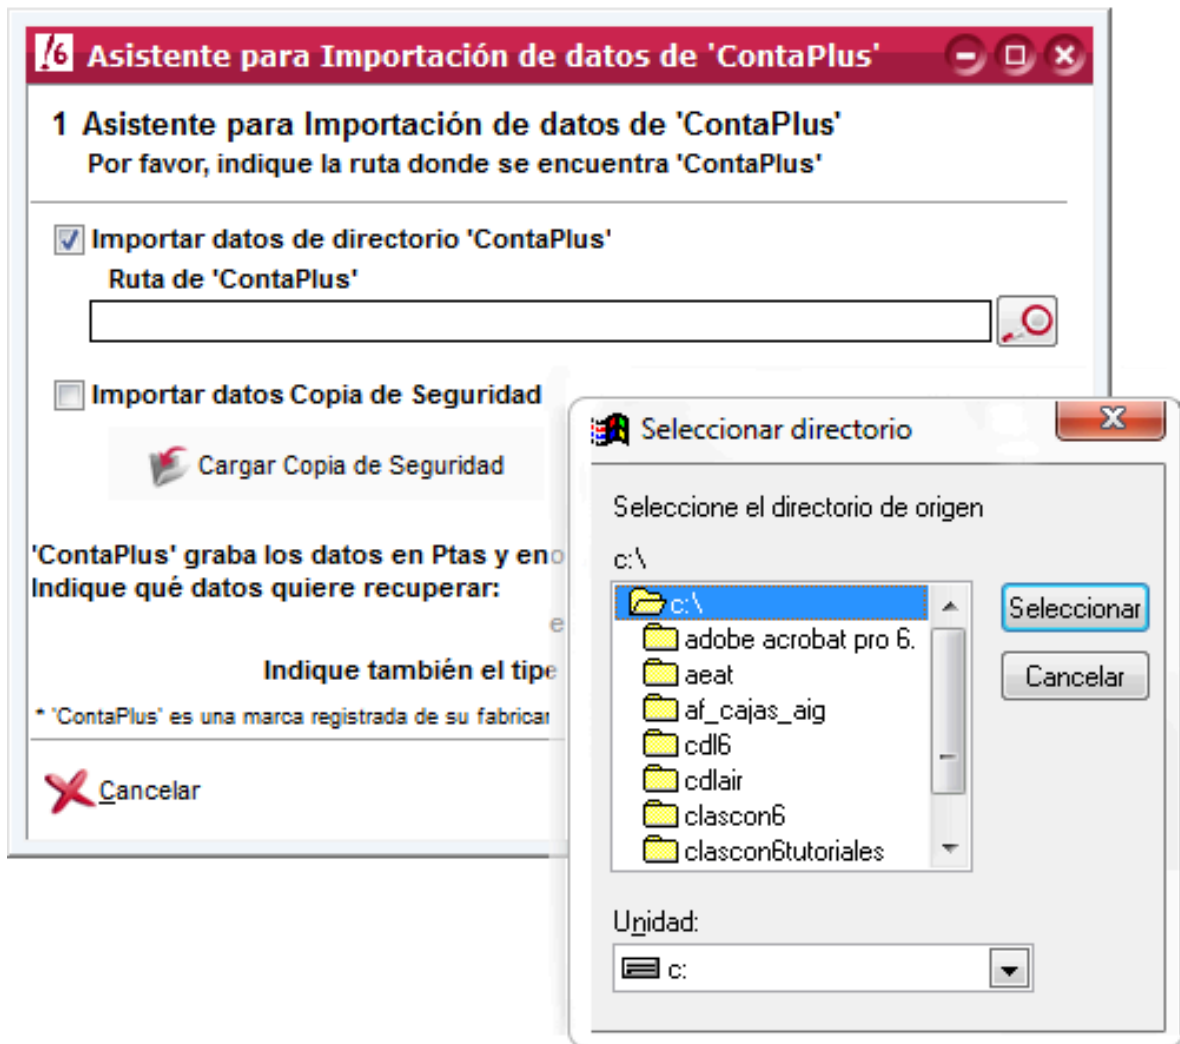 !6 Asistente para Importación de datos de 'ContaPlus'
1 Asistente para Importación de datos de 'ContaPlus'
Por favor, indique la ruta donde se encuentra 'ContaPlus'
Importar datos de directorio 'ContaPlus'
Ruta de 'ContaPlus'
Importar datos Copia de Seguridad
Cargar Copia de Seguridad
'ContaPlus' graba los datos en Ptas y en
Indique qué datos quiere recuperar:
Indique también el tip
* 'ContaPlus' es una marca registrada de su
Cancelar
Seleccionar directorio
Seleccione el directorio de origen
c:\
c:\
adobe acrobat pro 6.
aeat
af_cajas_aig
cdl6
cdlair
clascon6
clascon6tutoriales
Seleccionar
Cancelar
Unidad:
c: